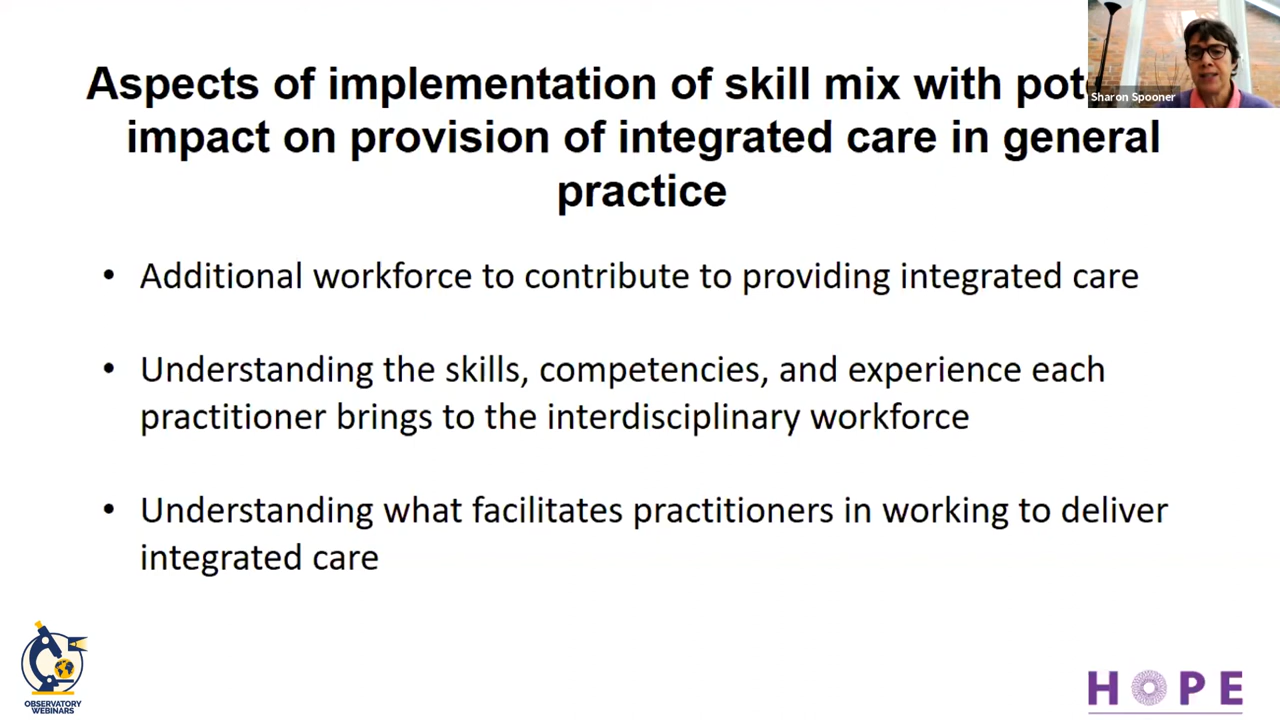 Aspects of implementation of skill mix with pot
impact on provision of integrated care in general
practice
Sharon Spooner
• Additional workforce to contribute to providing integrated care
• Understanding the skills, competencies, and experience each
practitioner brings to the interdisciplinary workforce
• Understanding what facilitates practitioners in working to deliver
integrated care
OBSERVATORY
WEBINARS
HOPE